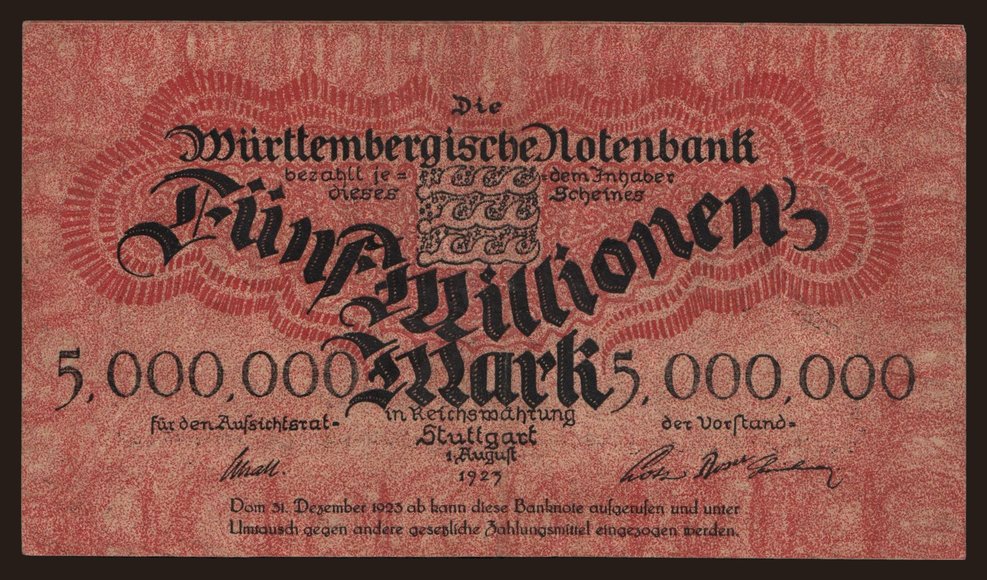 Die
Württembergische Notenbank
bezahlt je= dem Inhaber
dieses Scheines
Fünf Millionen
Mark
5,000,000 5,000,000
für den Aufsichtsrat= in Reichswährung der Vorstand=
Stuttgart
1. August
1923
Vom 31. Dezember 1923 ab kann diese Banknote aufgerufen und unter
Umtausch gegen andere gesetzliche Zahlungsmittel eingezogen werden.